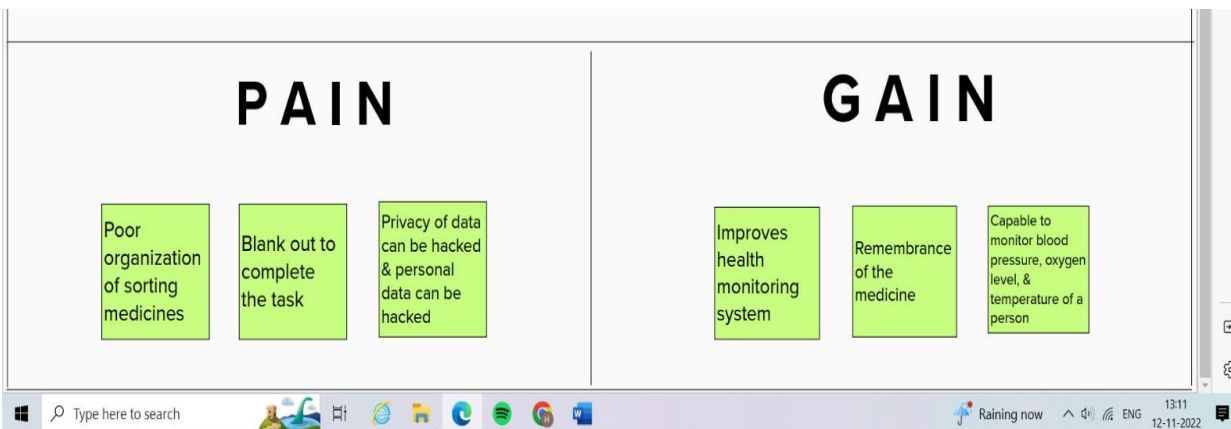 PAIN
GAIN
Poor
organization
of sorting
medicines
Blank out to
complete
the task
Privacy of data
can be hacked
& personal
data can be
hacked
Improves
health
monitoring
system
Remembrance
of the
medicine
Capable to
monitor blood
pressure, oxygen
level, &
temperature of a
person
Type here to search
Raining now
ENG
13:11
12-11-2022